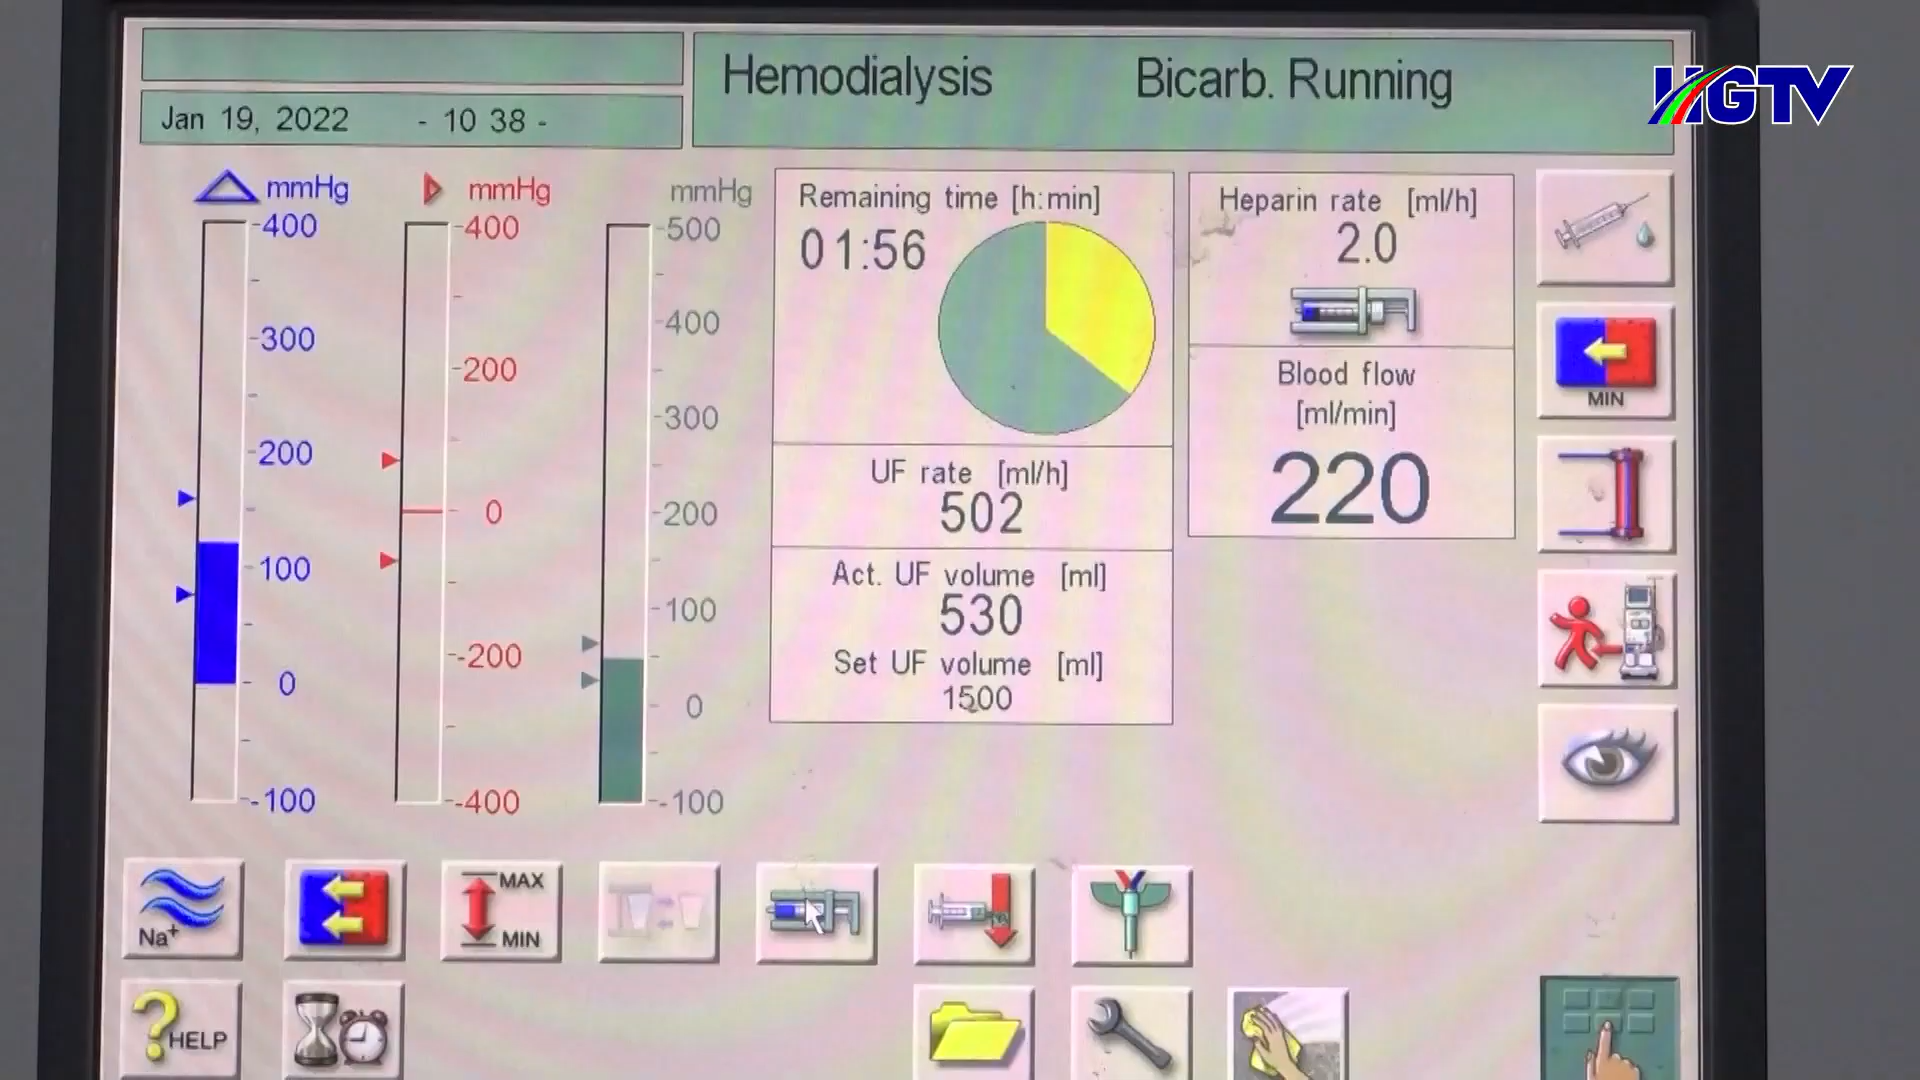 Hemodialysis Bicarb. Running
HGTV
Jan 19, 2022 - 10 38 -
mmHg
400
300
200
100
0
-100
mmHg
400
200
0
-200
-400
mmHg
500
400
300
200
100
0
-100
Remaining time [h:min]
01:56
UF rate [ml/h]
502
Act. UF volume [ml]
530
Set UF volume [ml]
1500
Heparin rate [ml/h]
2.0
Blood flow
[ml/min]
220
MIN
Na+
MAX
MIN
? HELP